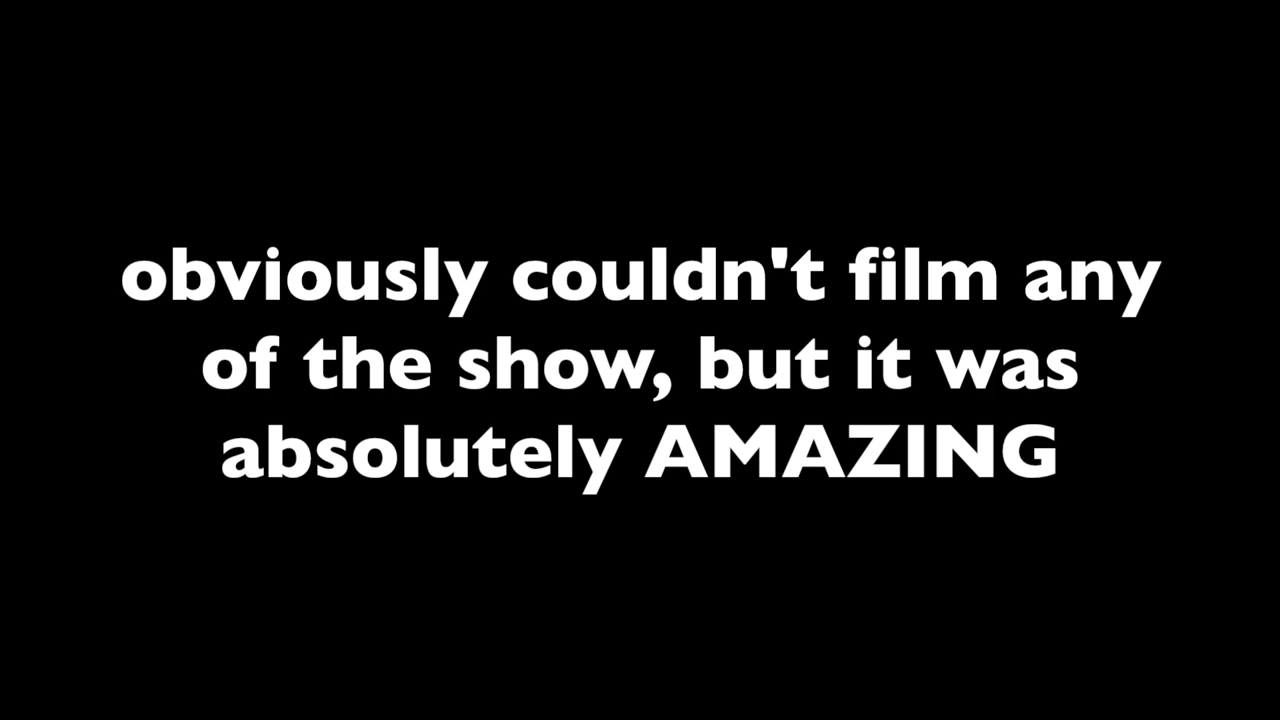 obviously couldn't film any
of the show, but it was
absolutely AMAZING